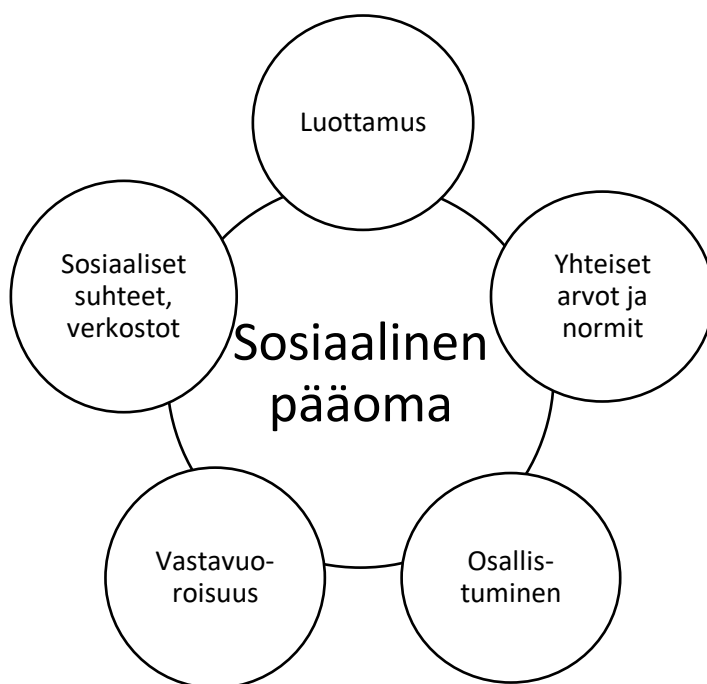 Luottamus
Sosiaaliset
suhteet,
verkostot
Yhteiset
arvot ja
normit
Sosiaalinen
pääoma
Vastavuo-
roisuus
Osallis-
tuminen